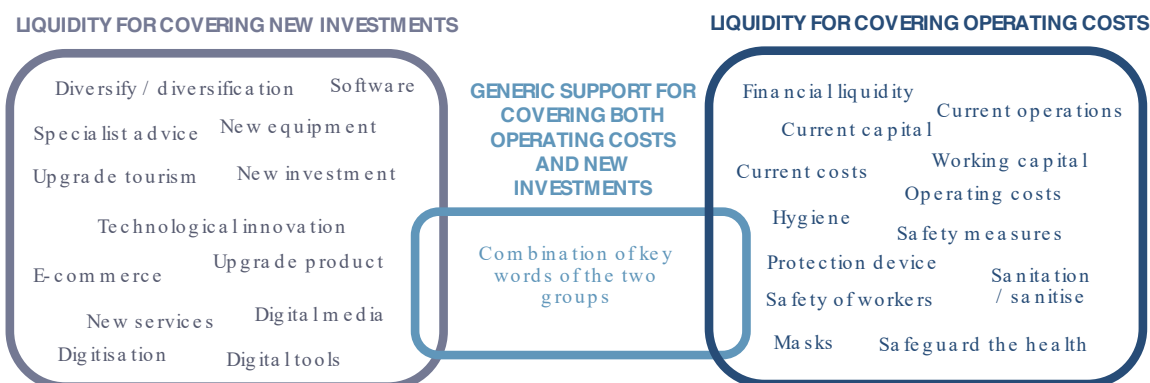 LIQUIDITY FOR COVERING NEW INVESTMENTS
Diversify / diversification
Software
Specialist advice
New equipment
Upgrade tourism
New investment
Technological innovation
E-commerce
Upgrade product
New services
Digital media
Digitisation
Digital tools
GENERIC SUPPORT FOR
COVERING BOTH
OPERATING COSTS
AND NEW
INVESTMENTS
Combination of key
words of the two
groups
LIQUIDITY FOR COVERING OPERATING COSTS
Financial liquidity
Current operations
Current capital
Working capital
Current costs
Operating costs
Hygiene
Safety measures
Protection device
Sanitation
/ sanitise
Safety of workers
Masks
Safeguard the health